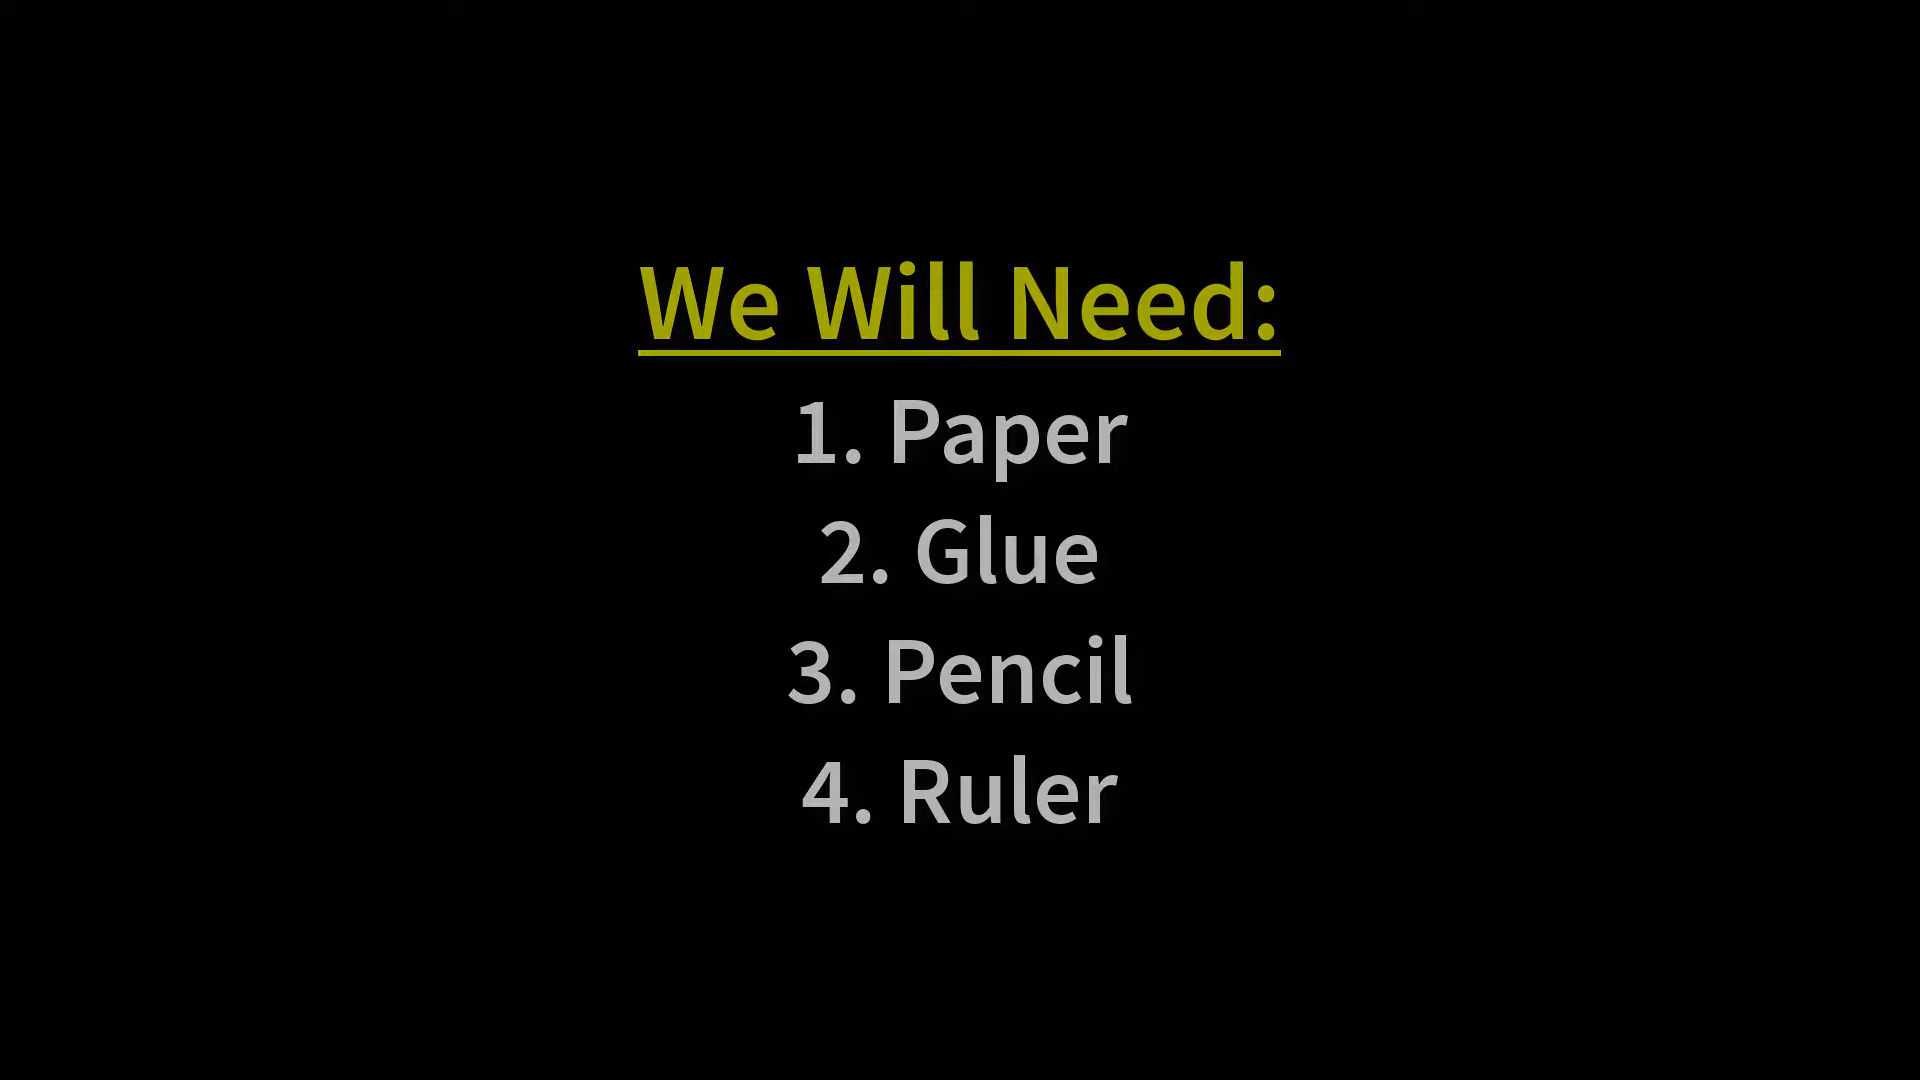 We Will Need:
1. Paper
2. Glue
3. Pencil
4. Ruler